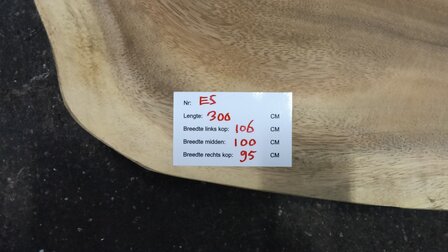 Nr: E5
Lengte: 300 CM
Breedte links kop: 106 CM
Breedte midden: 100 CM
Breedte rechts kop: 95 CM